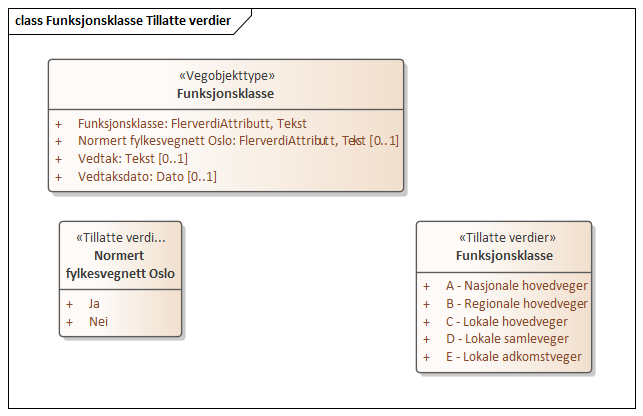 class Funksjonsklasse Tillatte verdier
«Vegobjekttype»
Funksjonsklasse
+ Funksjonsklasse: FlerverdiAttributt, Tekst
+ Normert fylkesvegnett Oslo: FlerverdiAttributt, Tekst [0..1]
+ Vedtak: Tekst [0..1]
+ Vedtaksdato: Dato [0..1]
«Tillatte verdi...
Normert
fylkesvegnett Oslo
+ Ja
+ Nei
«Tillatte verdier»
Funksjonsklasse
+ A - Nasjonale hovedveger
+ B - Regionale hovedveger
+ C - Lokale hovedveger
+ D - Lokale samleveger
+ E - Lokale adkomstveger